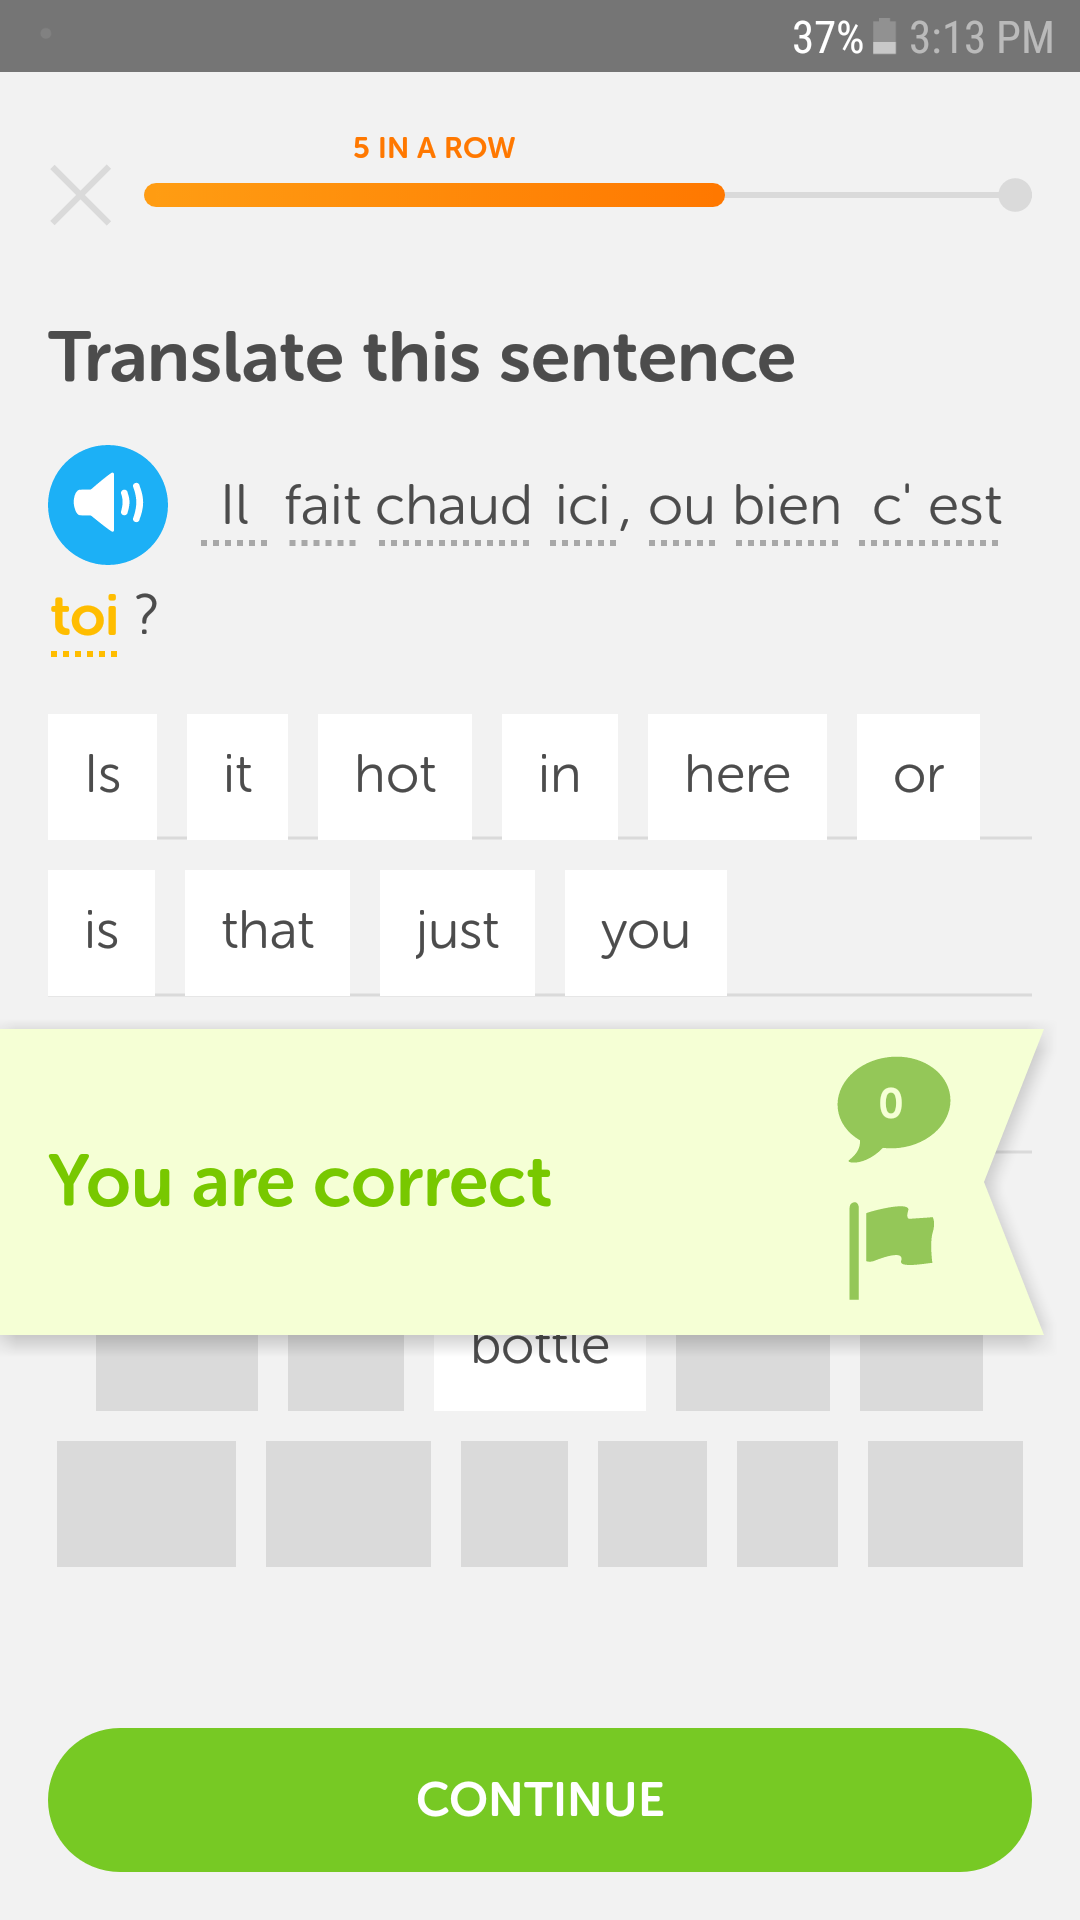 37% 3:13 PM
5 IN A ROW
Translate this sentence
Il fait chaud ici, ou bien c' est
toi ?
Is it hot in here or
is that just you
0
You are correct
bottle
CONTINUE